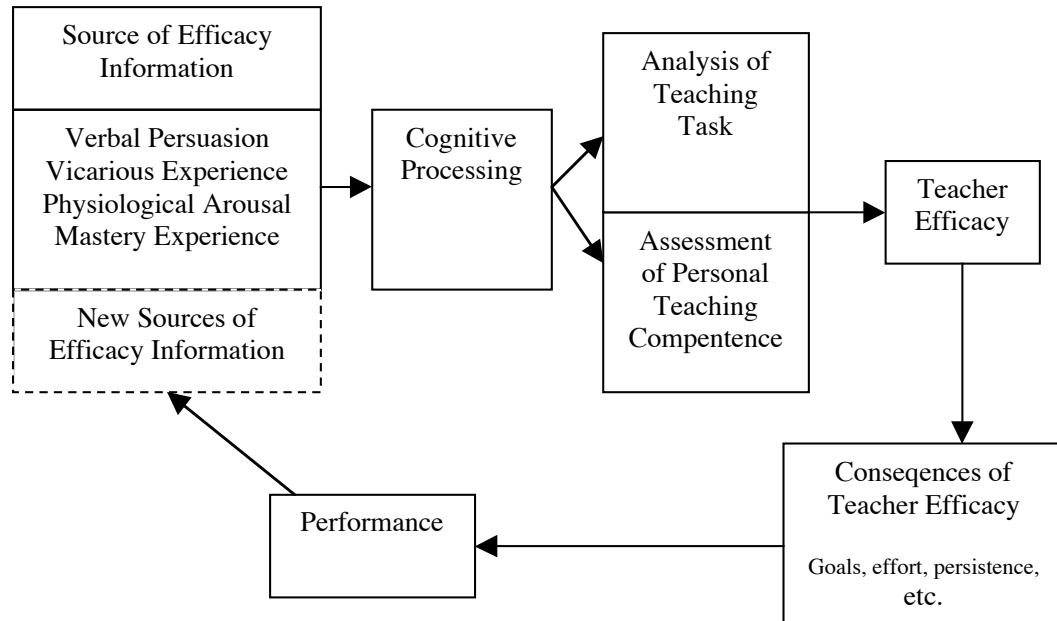 Source of Efficacy
Information
Verbal Persuasion
Vicarious Experience
Physiological Arousal
Mastery Experience
New Sources of
Efficacy Information
Cognitive
Processing
Analysis of
Teaching
Task
Assessment
of Personal
Teaching
Compentence
Teacher
Efficacy
Conseqences of
Teacher Efficacy
Goals, effort, persistence,
etc.
Performance